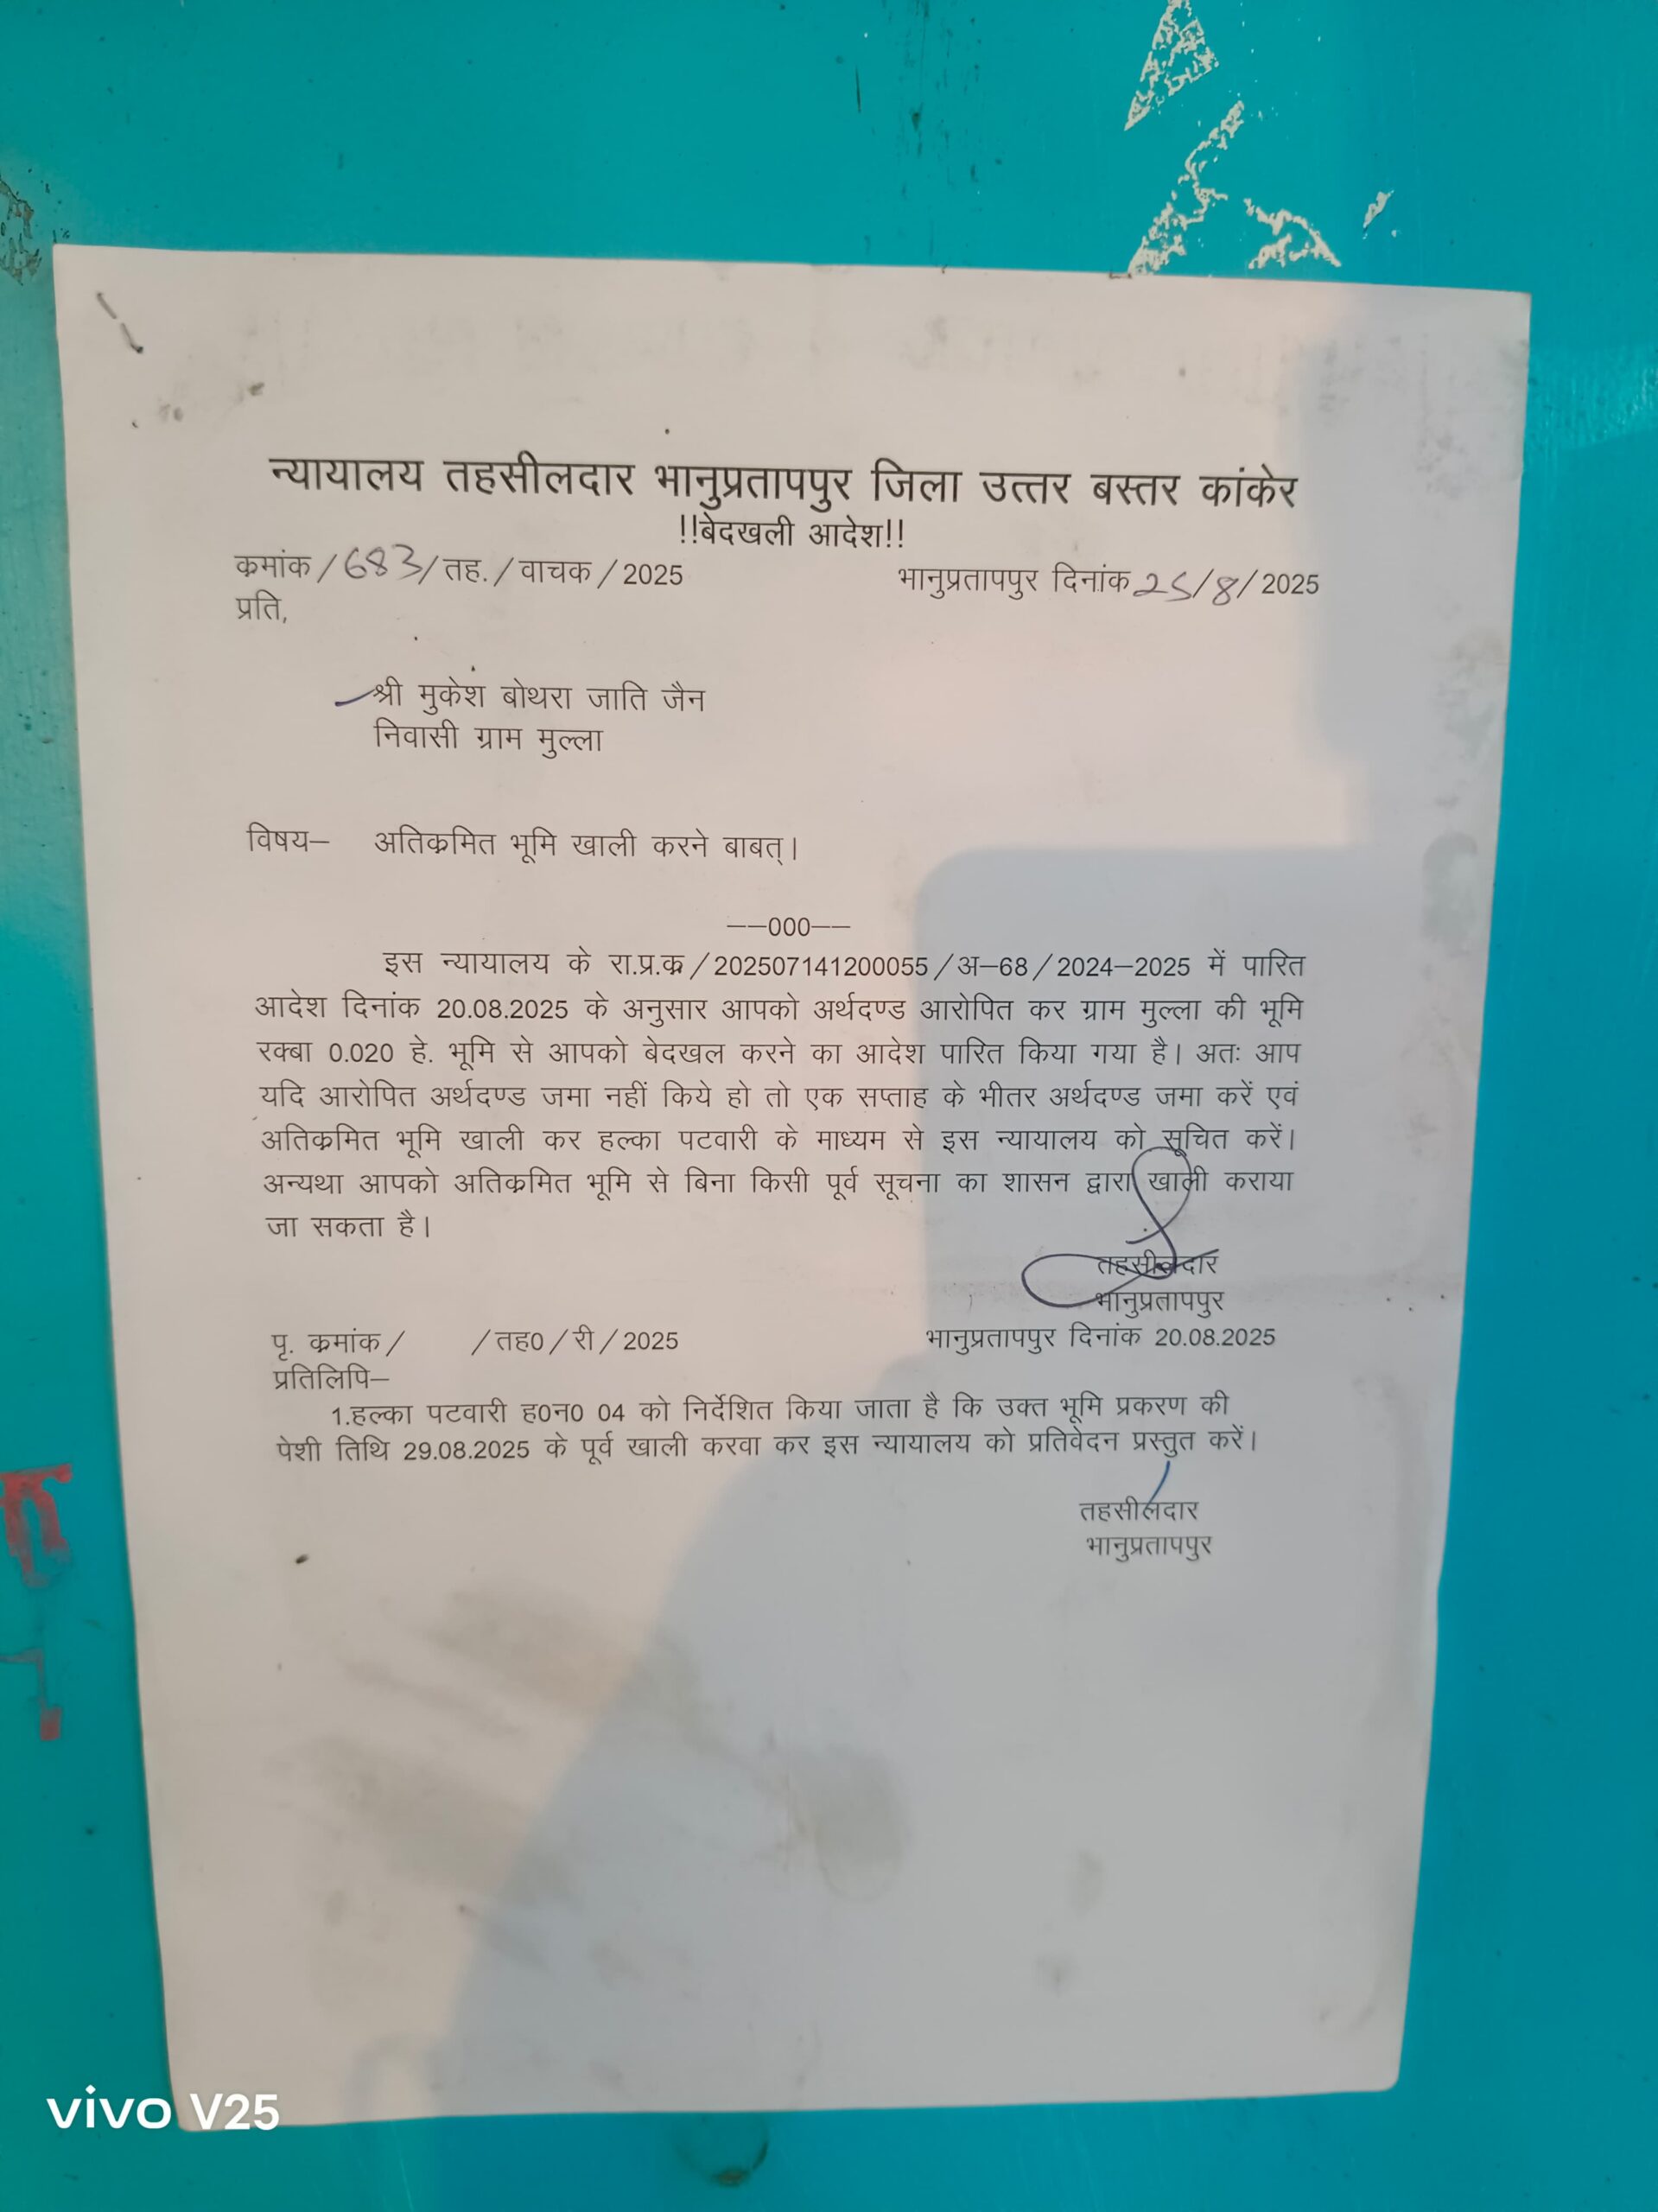 न्यायालय तहसीलदार भानुप्रतापपुर जिला उत्तर बस्तर कांकेर
!!बेदखली आदेश!!
क्रमांक/683/तह./वाचक/2025 भानुप्रतापपुर दिनांक 25/8/2025
प्रति,
श्री मुकेश बोथरा जाति जैन
निवासी ग्राम मुल्ला
विषय– अतिक्रमित भूमि खाली करने बाबत्।
––000––
इस न्यायालय के रा.प्र.क्र/202507141200055/अ–68/2024–2025 में पारित
आदेश दिनांक 20.08.2025 के अनुसार आपको अर्थदण्ड आरोपित कर ग्राम मुल्ला की भूमि
रक्बा 0.020 हे. भूमि से आपको बेदखल करने का आदेश पारित किया गया है। अतः आप
यदि आरोपित अर्थदण्ड जमा नहीं किये हो तो एक सप्ताह के भीतर अर्थदण्ड जमा करें एवं
अतिक्रमित भूमि खाली कर हल्का पटवारी के माध्यम से इस न्यायालय को सूचित करें।
अन्यथा आपको अतिक्रमित भूमि से बिना किसी पूर्व सूचना का शासन द्वारा खाली कराया
जा सकता है।
तहसीलदार
भानुप्रतापपुर
पृ. क्रमांक/ /तह0/री/2025 भानुप्रतापपुर दिनांक 20.08.2025
प्रतिलिपि–
1.हल्का पटवारी ह0न0 04 को निर्देशित किया जाता है कि उक्त भूमि प्रकरण की
पेशी तिथि 29.08.2025 के पूर्व खाली करवा कर इस न्यायालय को प्रतिवेदन प्रस्तुत करें।
तहसीलदार
भानुप्रतापपुर
vivo V25